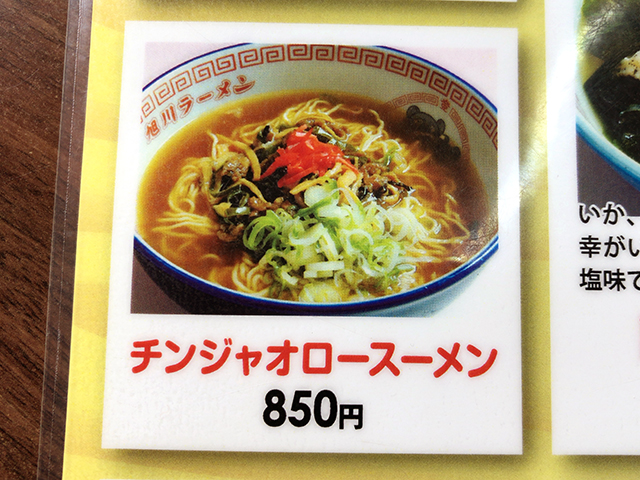 旭川ラーメン
チンジャオロースーメン
850円
いか、
幸がい
塩味で